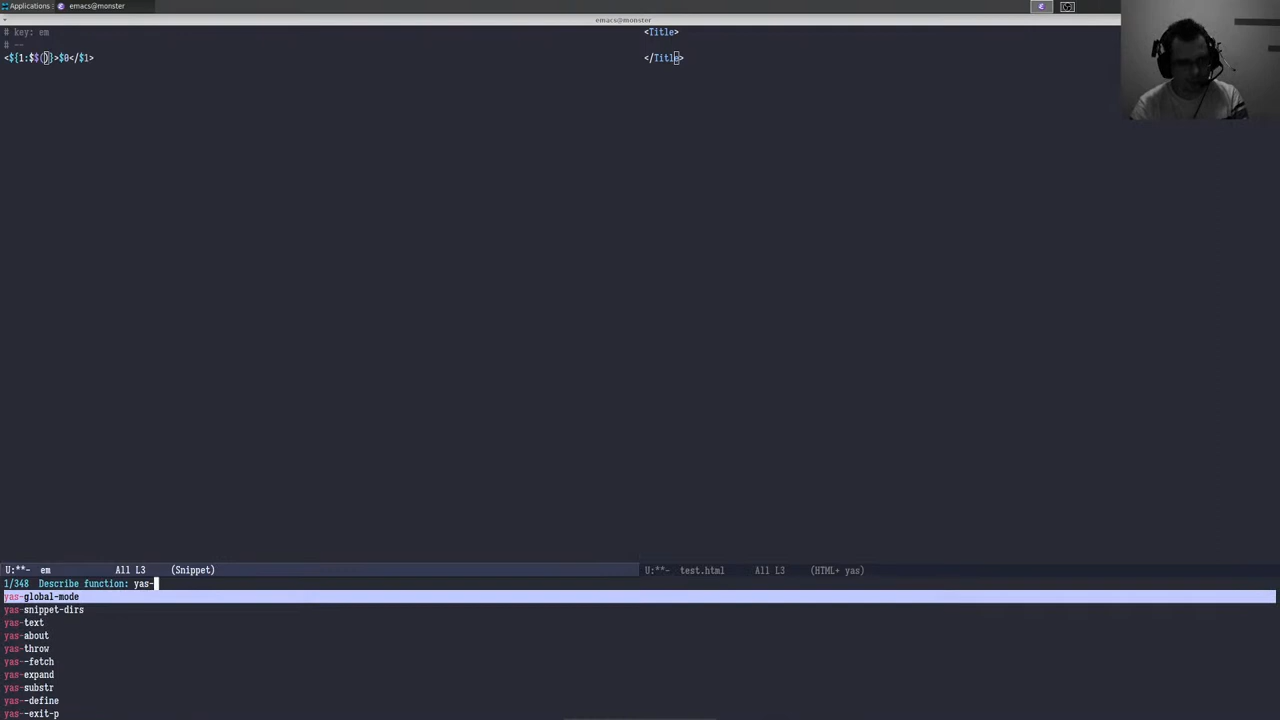 Applications : emacs@monster
emacs@monster
# key: em
# --
<${1:$$()}>$0</$1>
<Title>
</Title>
U:**- em All L3 (Snippet)
U:**- test.html All L3 (HTML+ yas)
1/348 Describe function: yas-
yas-global-mode
yas-snippet-dirs
yas-text
yas-about
yas-throw
yas--fetch
yas-expand
yas-substr
yas--define
yas--exit-p